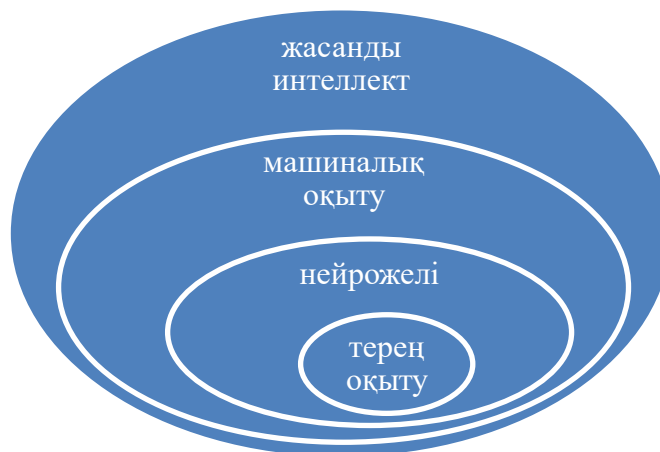 жасанды
интеллект
машиналық
оқыту
нейрожелі
терең
оқыту